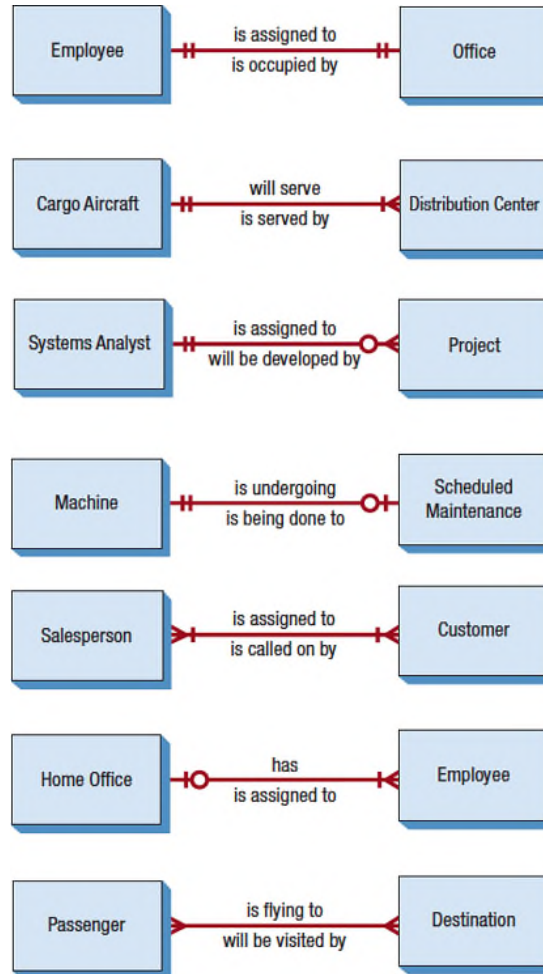 Employee
is assigned to
is occupied by
Office
Cargo Aircraft
will serve
is served by
Distribution Center
Systems Analyst
is assigned to
will be developed by
Project
Machine
is undergoing
is being done to
Scheduled
Maintenance
Salesperson
is assigned to
is called on by
Customer
Home Office
has
is assigned to
Employee
Passenger
is flying to
will be visited by
Destination